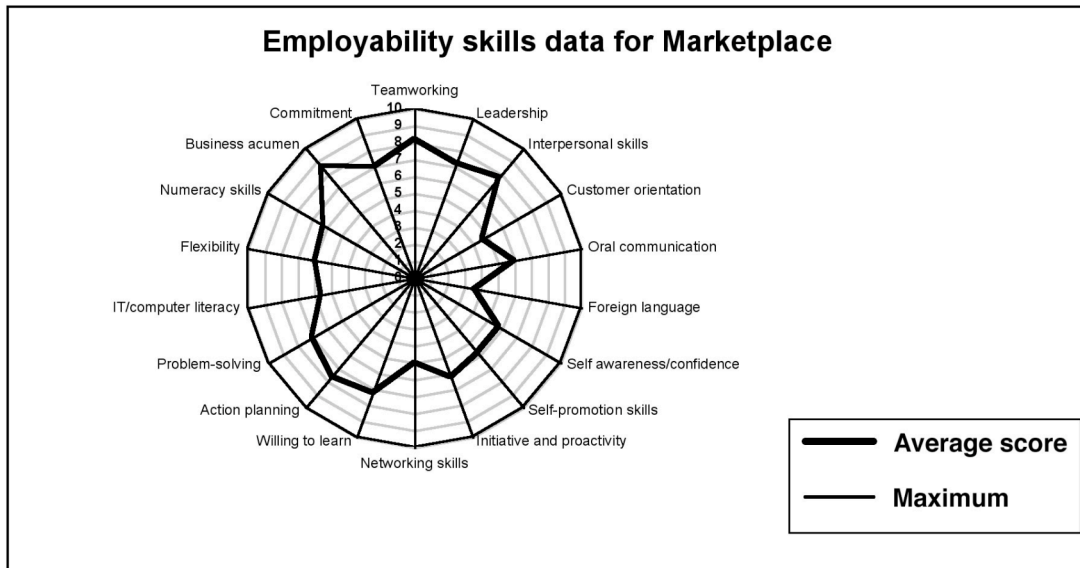 Employability skills data for Marketplace
Teamworking
Commitment
Leadership
Business acumen
Interpersonal skills
Numeracy skills
Customer orientation
Flexibility
Oral communication
IT/computer literacy
Foreign language
Problem-solving
Self awareness/confidence
Action planning
Self-promotion skills
Willing to learn
Initiative and proactivity
Networking skills
10
9
8
7
6
5
4
3
2
1
0
Average score
Maximum